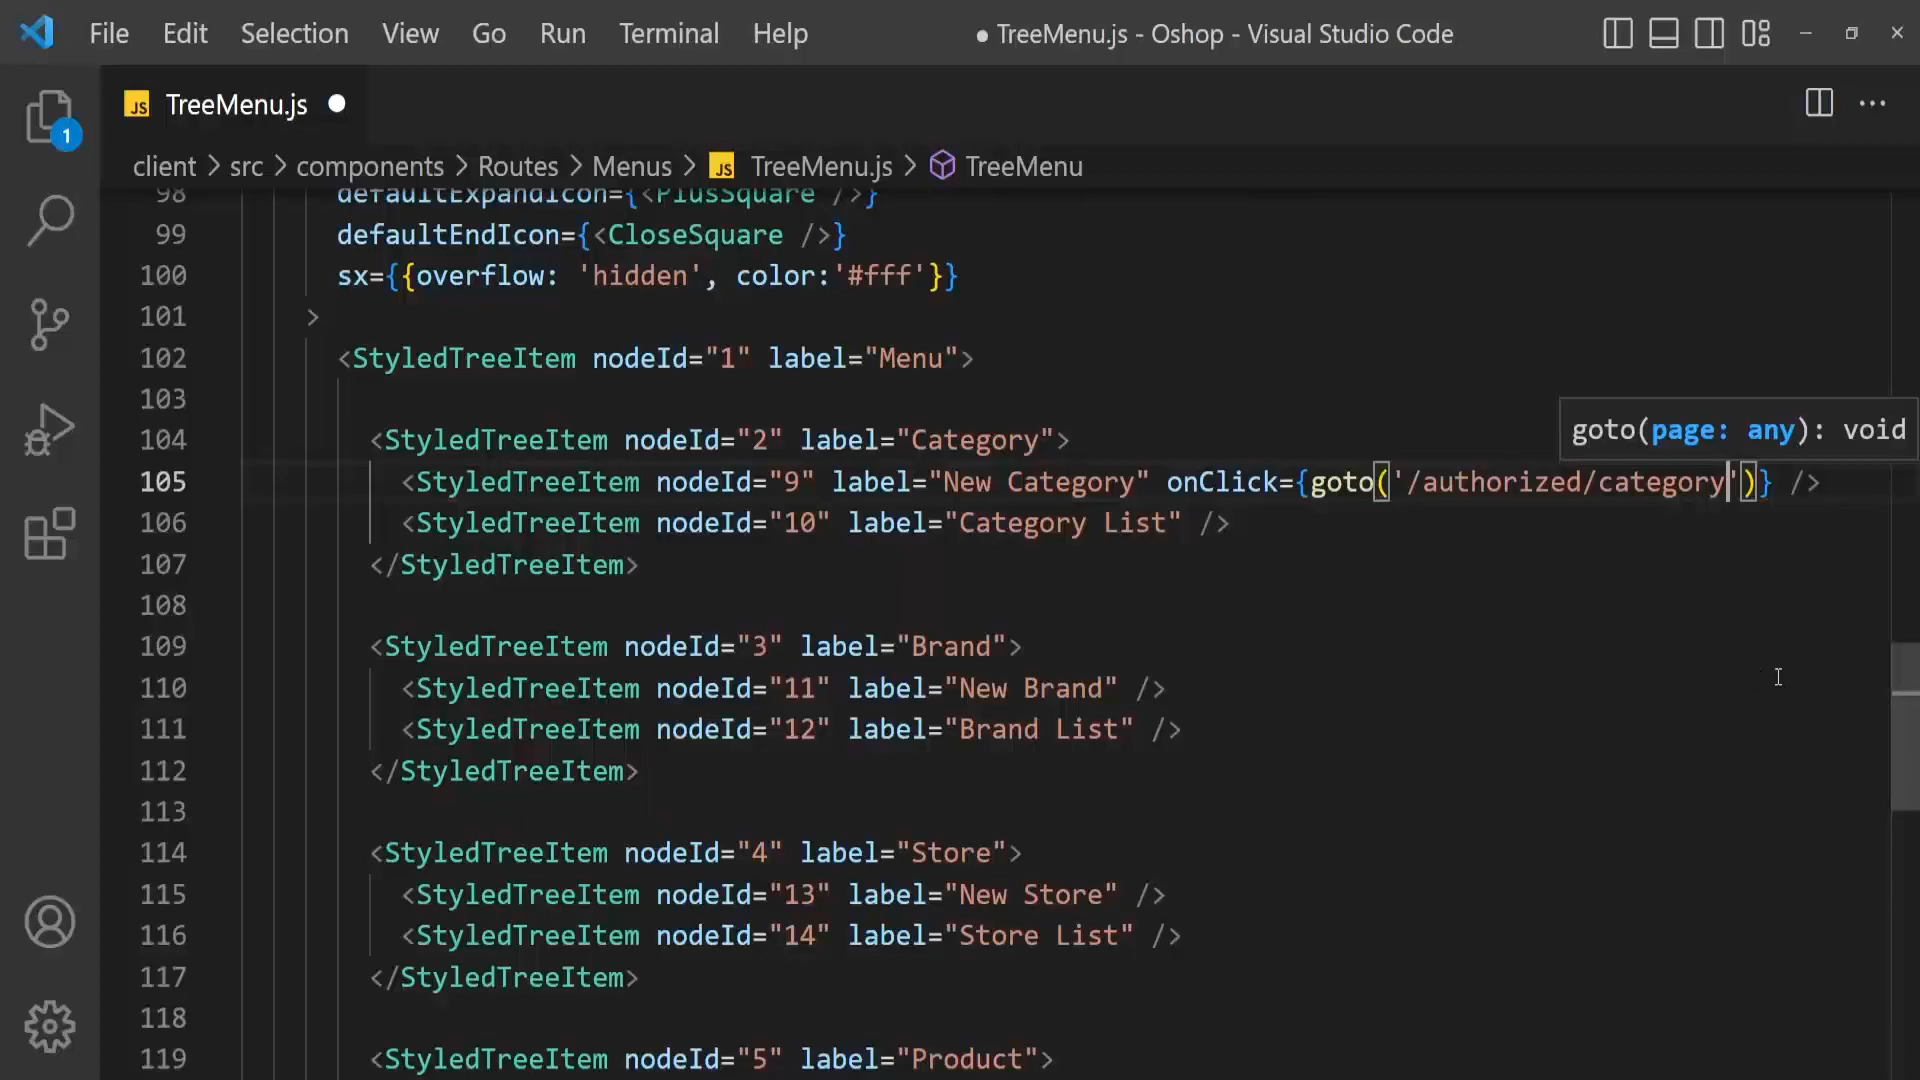 File Edit Selection View Go Run Terminal Help ● TreeMenu.js - Oshop - Visual Studio Code
JS TreeMenu.js ●
1
client > src > components > Routes > Menus > JS TreeMenu.js > TreeMenu
98 defaultExpandIcon={<PlusSquare />}
99 defaultEndIcon={<CloseSquare />}
100 sx={{overflow: 'hidden', color:'#fff'}}
101 >
102 <StyledTreeItem nodeId="1" label="Menu">
103
goto(page: any): void
104 <StyledTreeItem nodeId="2" label="Category">
105 <StyledTreeItem nodeId="9" label="New Category" onClick={goto('/authorized/category')} />
106 <StyledTreeItem nodeId="10" label="Category List" />
107 </StyledTreeItem>
108
109 <StyledTreeItem nodeId="3" label="Brand">
110 <StyledTreeItem nodeId="11" label="New Brand" />
111 <StyledTreeItem nodeId="12" label="Brand List" />
112 </StyledTreeItem>
113
114 <StyledTreeItem nodeId="4" label="Store">
115 <StyledTreeItem nodeId="13" label="New Store" />
116 <StyledTreeItem nodeId="14" label="Store List" />
117 </StyledTreeItem>
118
119 <StyledTreeItem nodeId="5" label="Product">